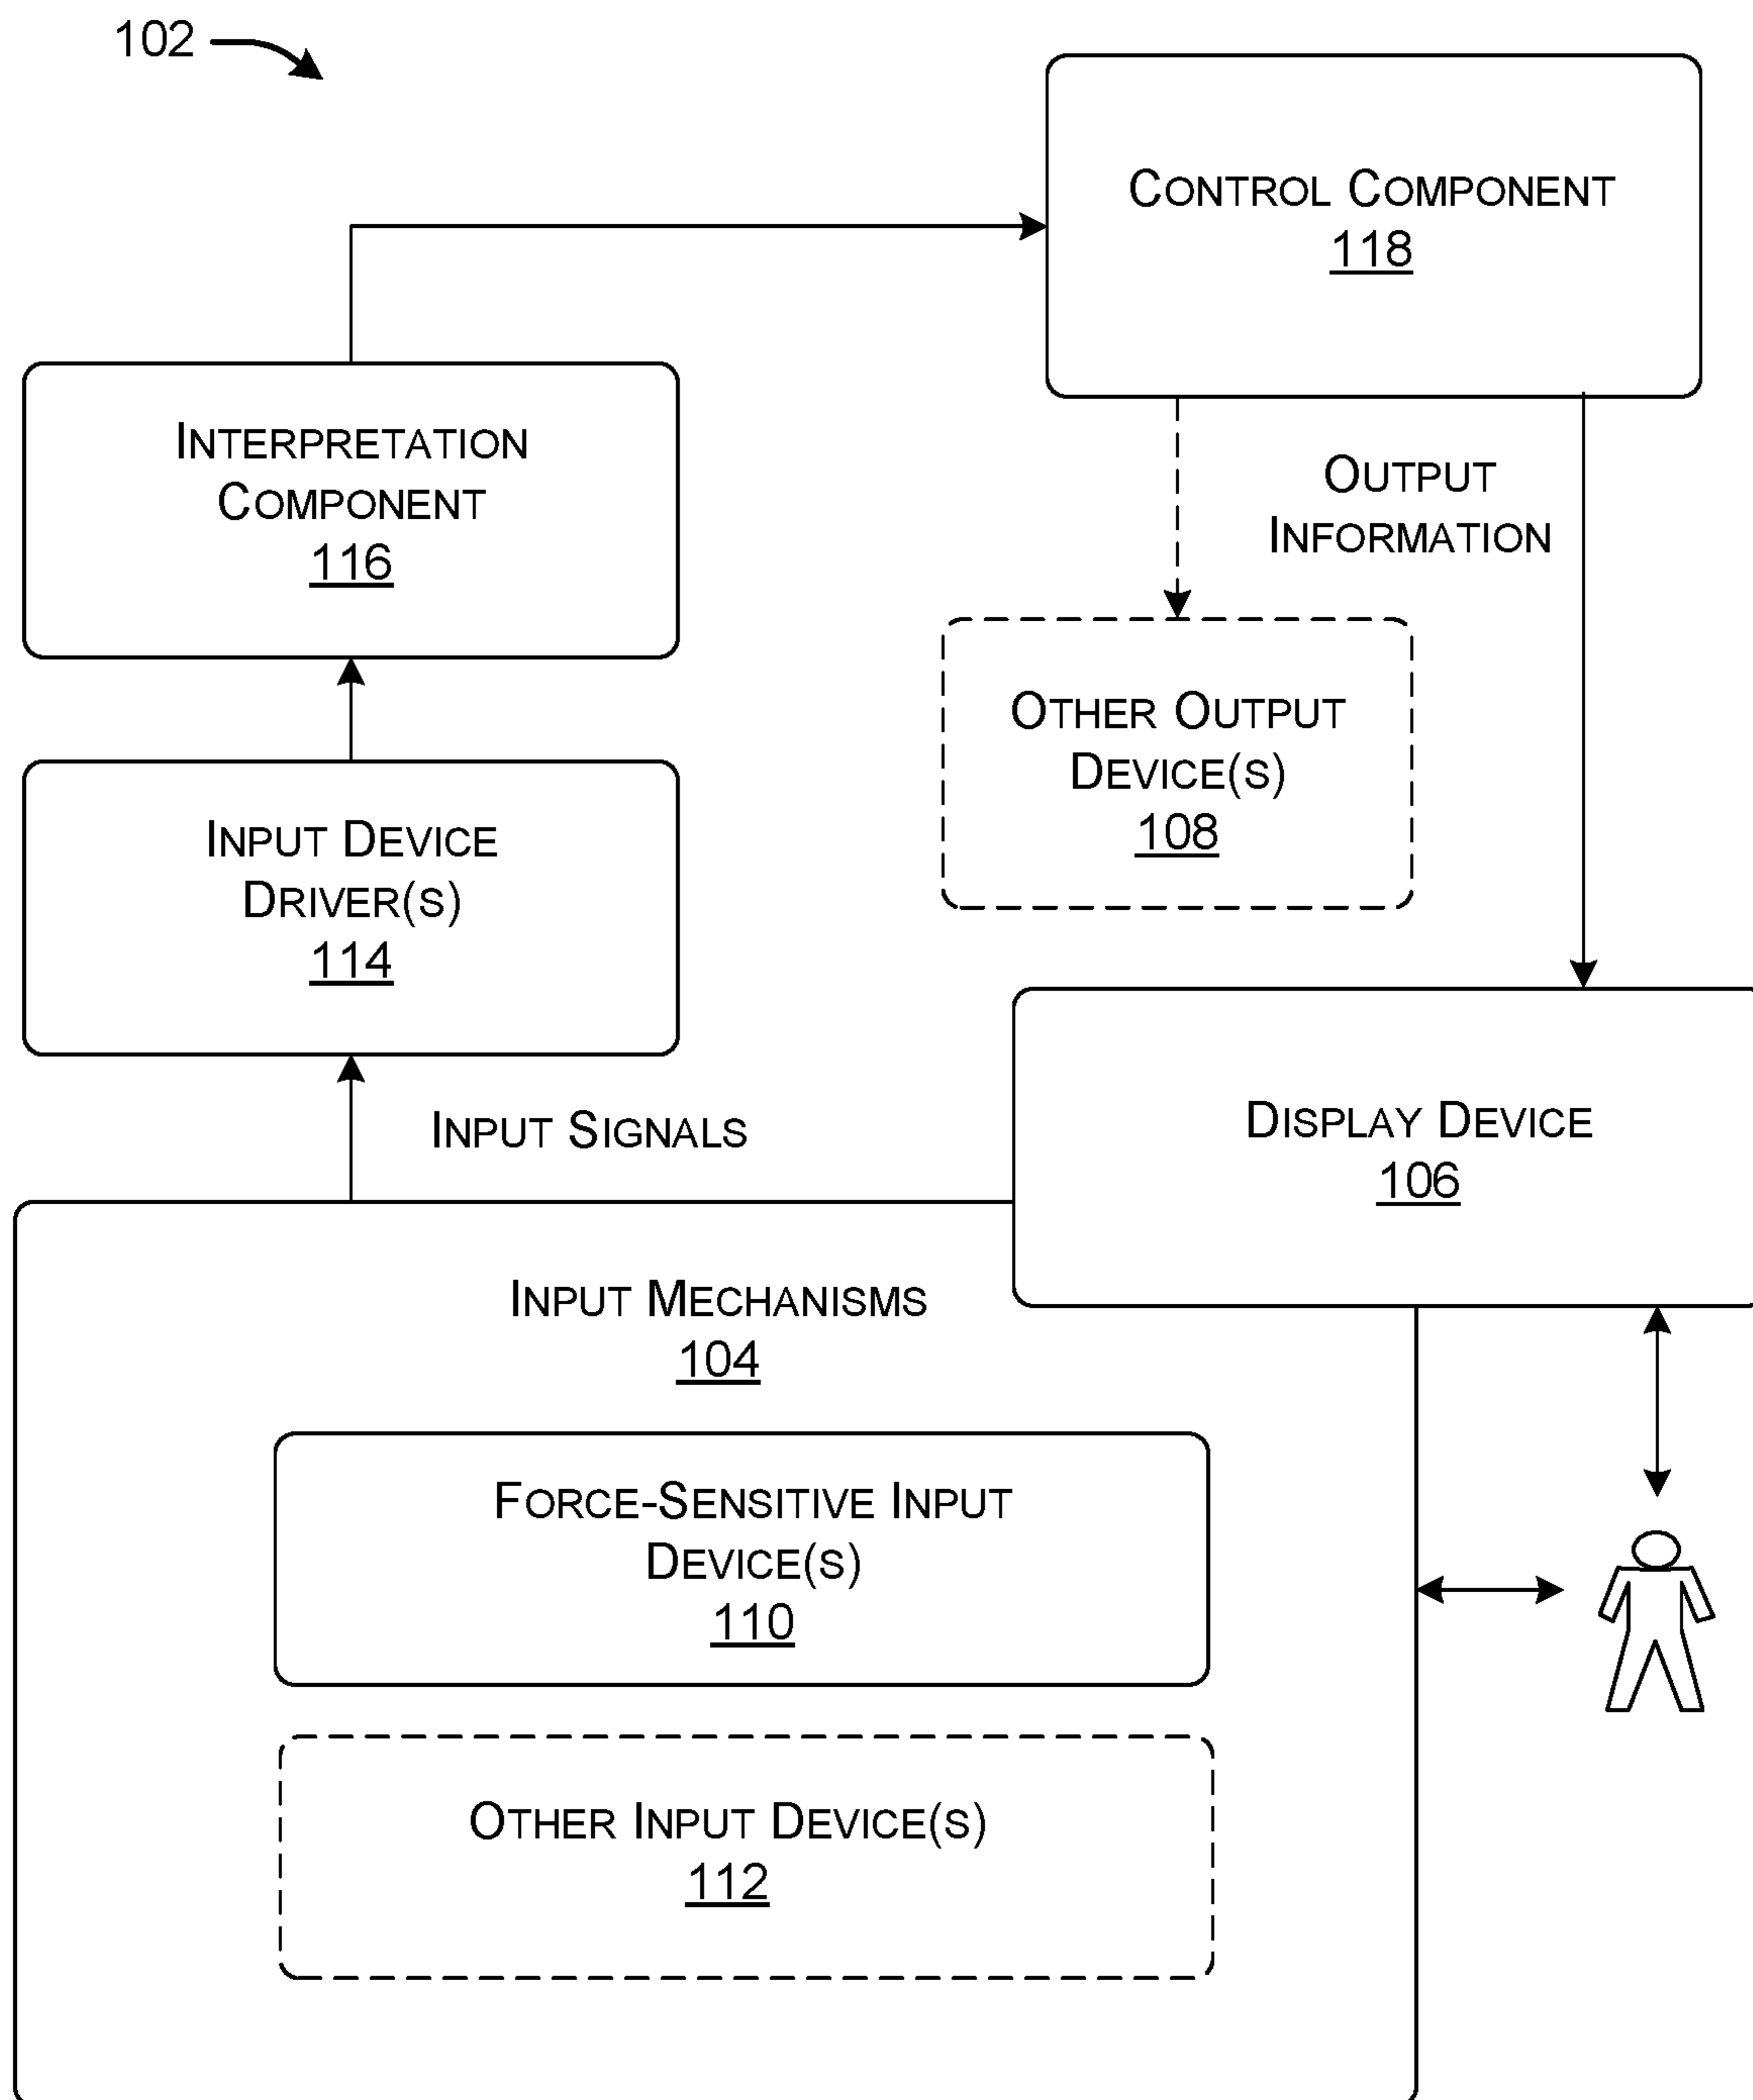 102
CONTROL COMPONENT
118
INTERPRETATION
COMPONENT
116
OUTPUT
INFORMATION
OTHER OUTPUT
DEVICE(S)
108
INPUT DEVICE
DRIVER(S)
114
INPUT SIGNALS
DISPLAY DEVICE
106
INPUT MECHANISMS
104
FORCE-SENSITIVE INPUT
DEVICE(S)
110
OTHER INPUT DEVICE(S)
112